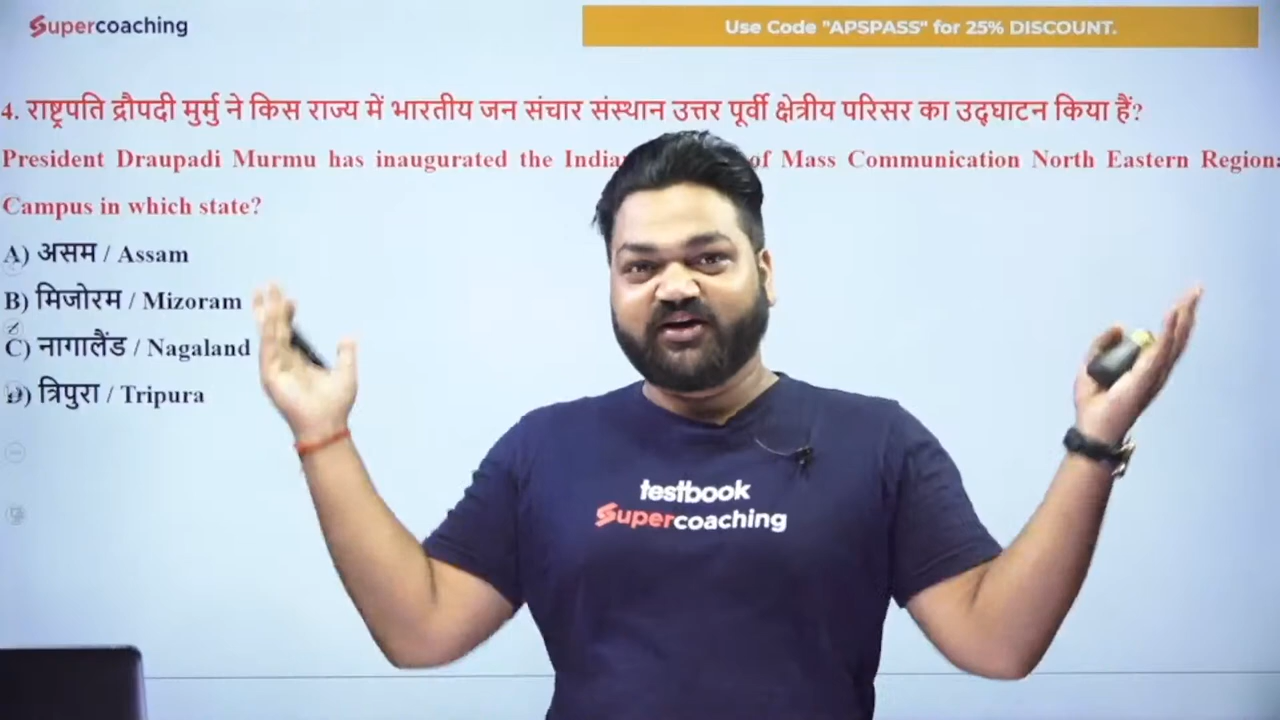 Supercoaching
Use Code "APSPASS" for 25% DISCOUNT.
4. राष्ट्रपति द्रौपदी मुर्मु ने किस राज्य में भारतीय जन संचार संस्थान उत्तर पूर्वी क्षेत्रीय परिसर का उद्घाटन किया हैं?
President Draupadi Murmu has inaugurated the of Mass Communication North Eastern
Campus in which state?
A) असम / Assam
B) मिजोरम / Mizoram
C) नागालैंड / Nagaland
D) त्रिपुरा / Tripura
testbook
Supercoaching